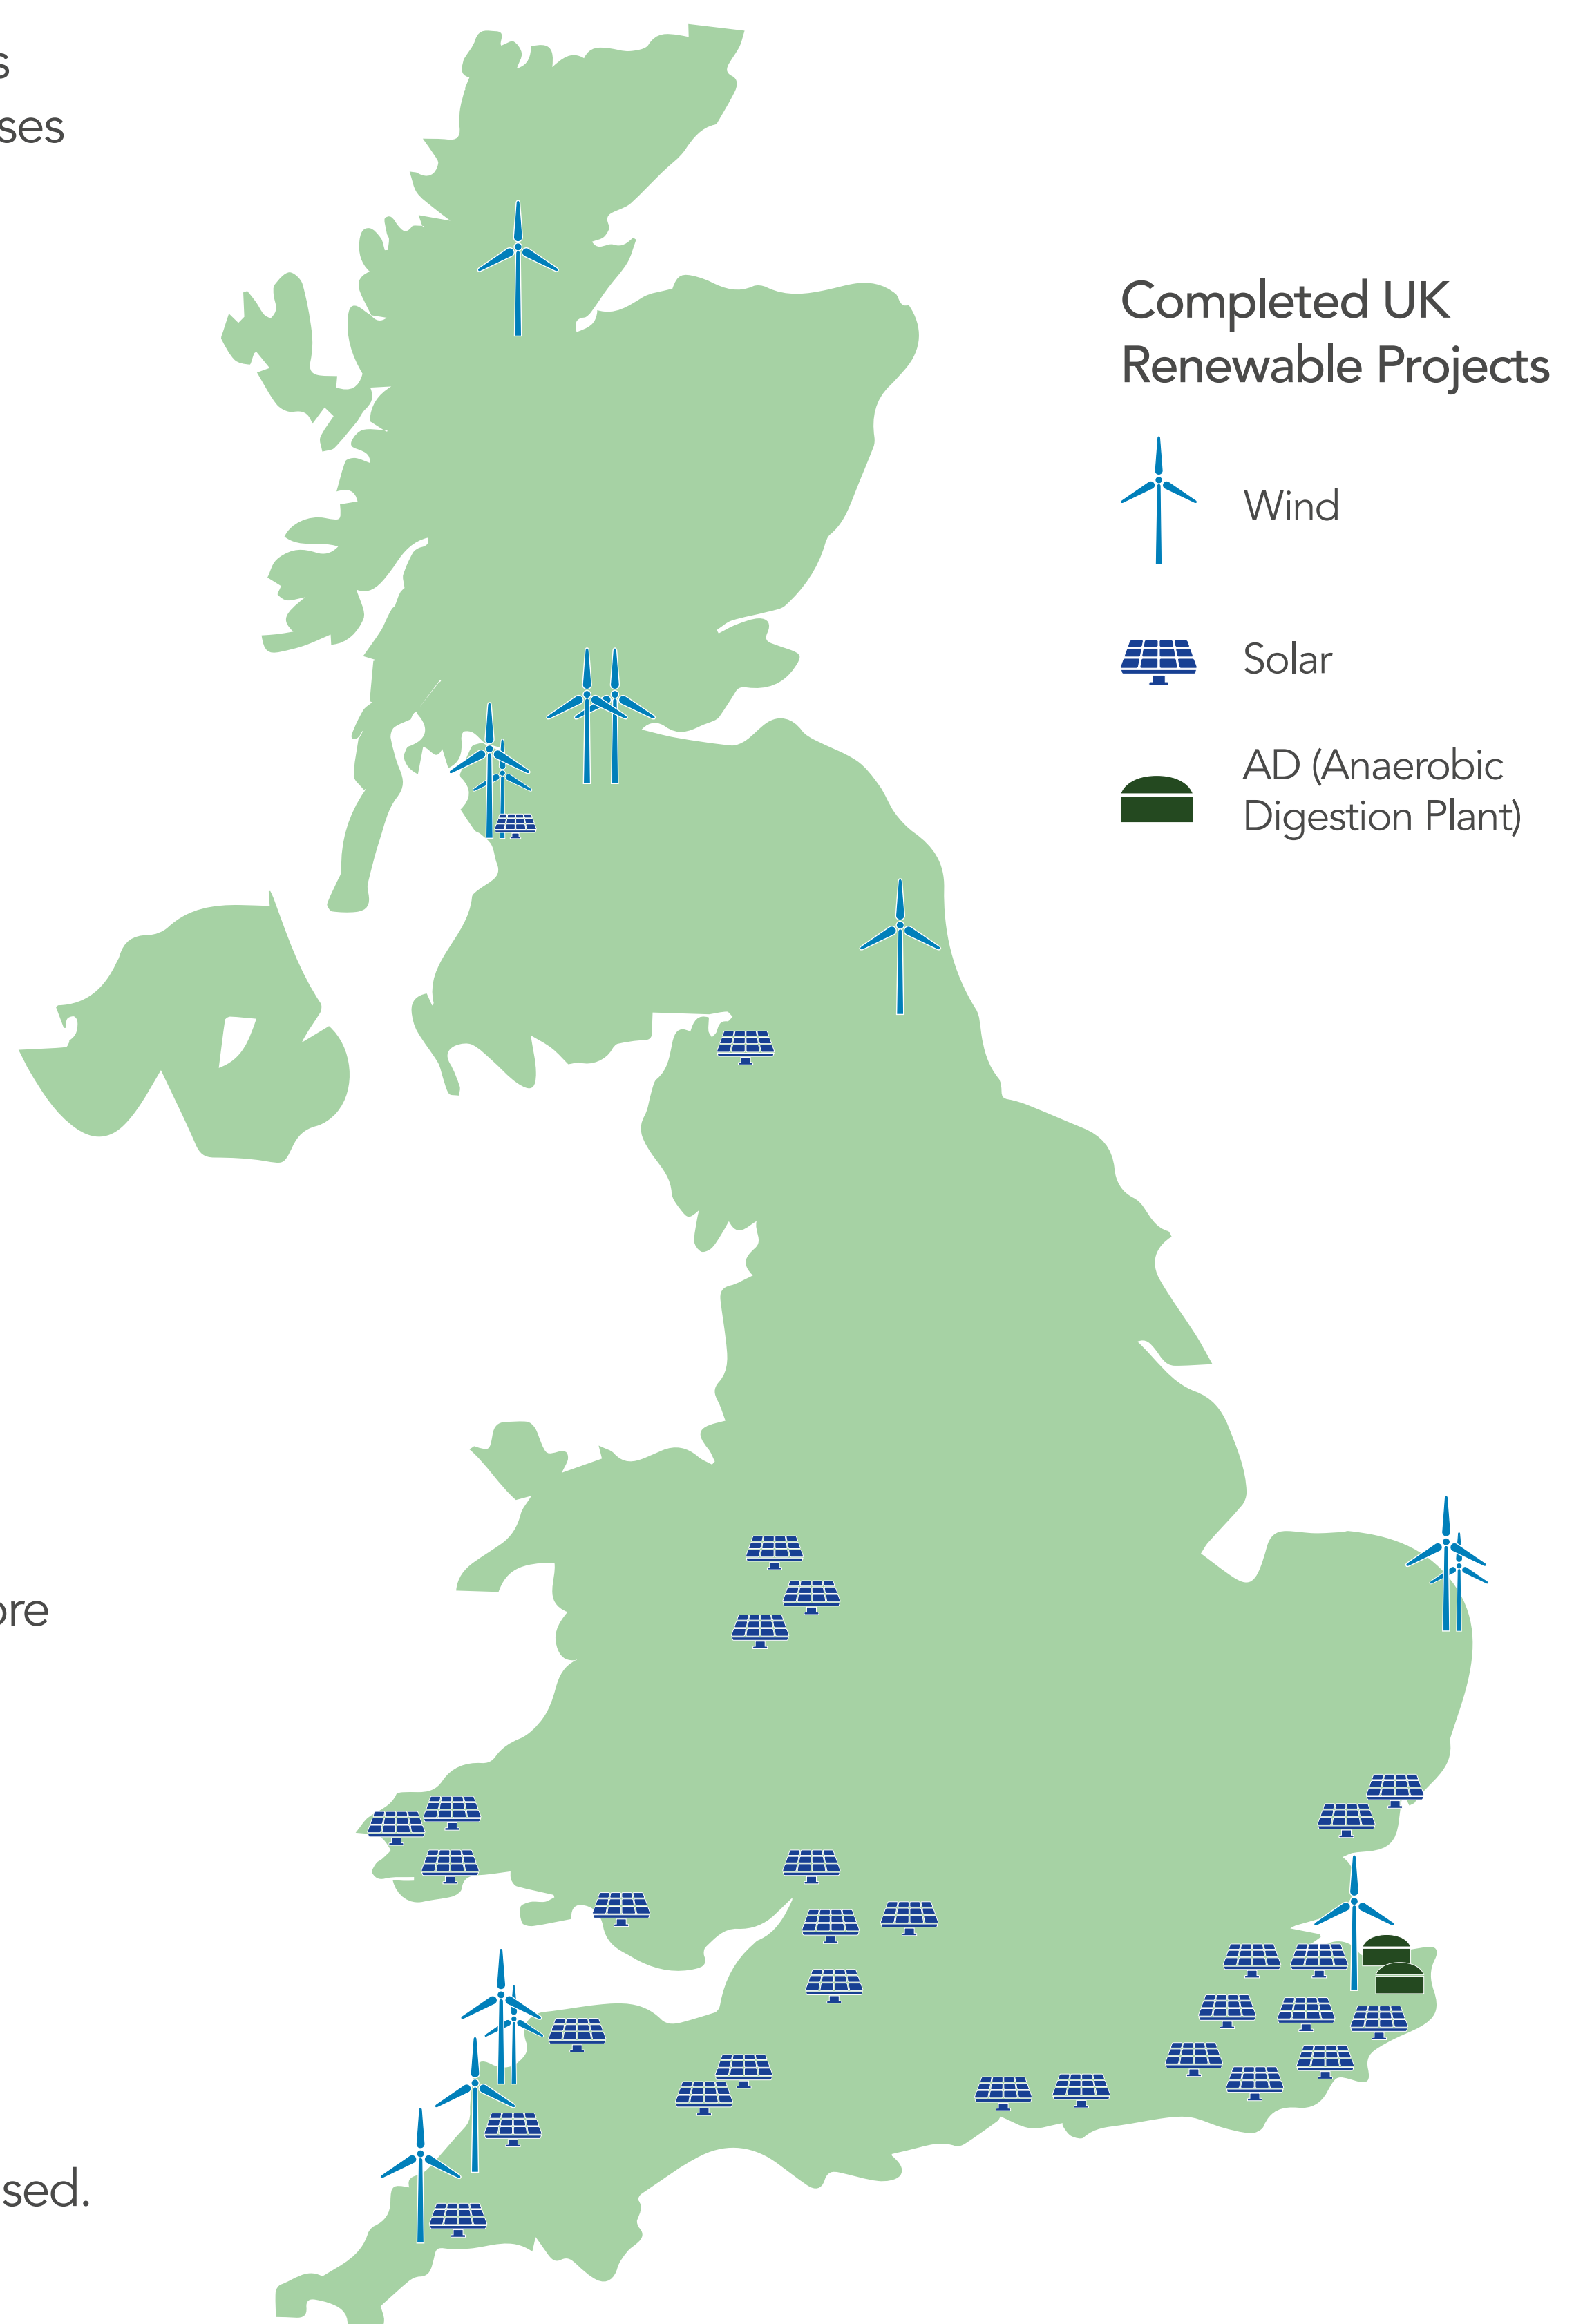 s
ses
Completed UK
Renewable Projects
Wind
Solar
AD (Anaerobic
Digestion Plant)
ore
sed.